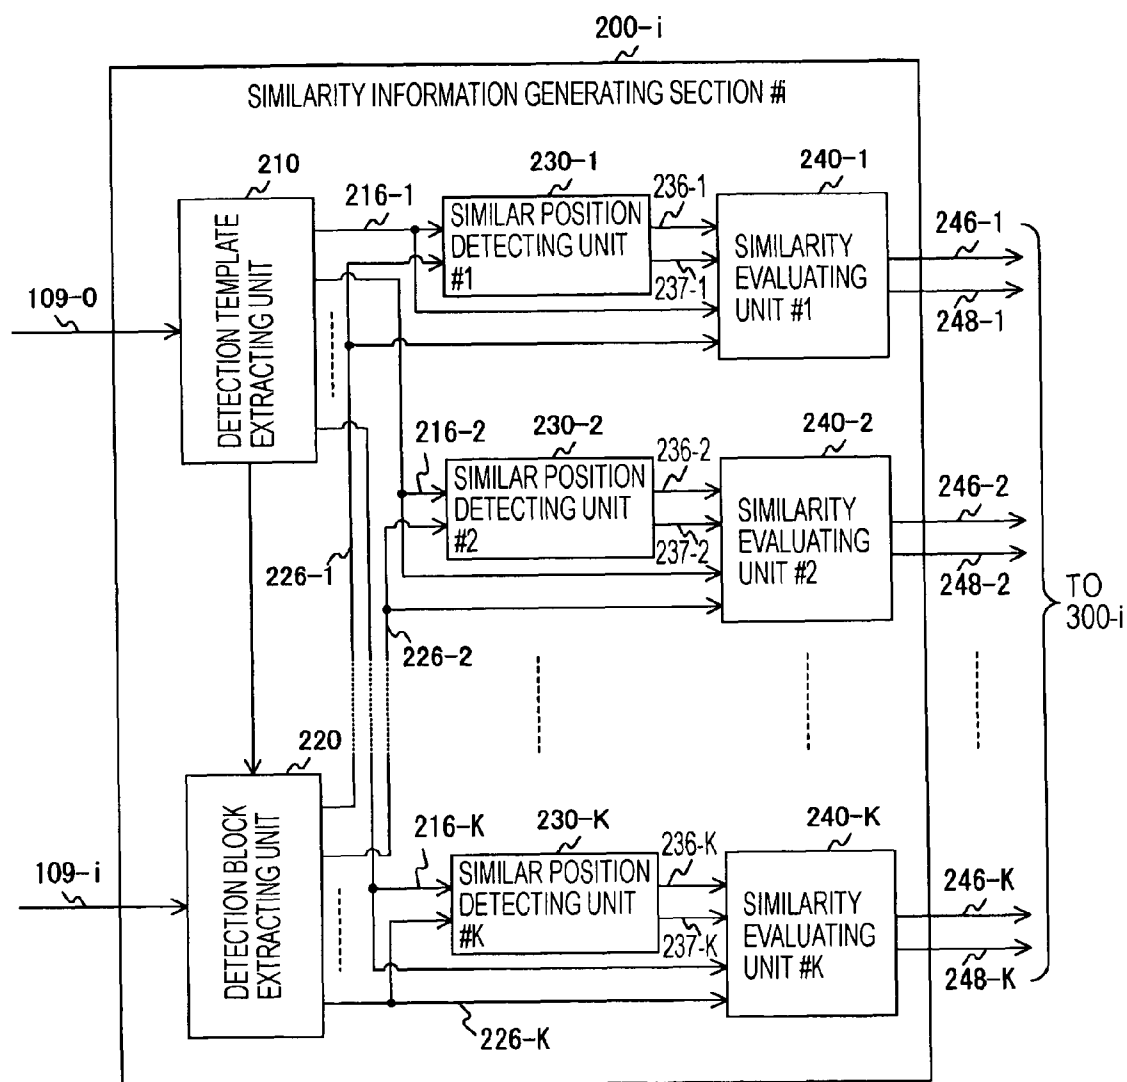 200-i
SIMILARITY INFORMATION GENERATING SECTION #i
210
216-1
230-1
236-1
240-1
DETECTION TEMPLATE
EXTRACTING UNIT
SIMILAR POSITION
DETECTING UNIT
#1
237-1
SIMILARITY
EVALUATING
UNIT #1
246-1
248-1
109-0
216-2
230-2
236-2
240-2
SIMILAR POSITION
DETECTING UNIT
#2
237-2
SIMILARITY
EVALUATING
UNIT #2
246-2
248-2
226-1
226-2
TO
300-i
220
DETECTION BLOCK
EXTRACTING UNIT
109-i
216-K
230-K
236-K
240-K
SIMILAR POSITION
DETECTING UNIT
#K
237-K
SIMILARITY
EVALUATING
UNIT #K
246-K
248-K
226-K